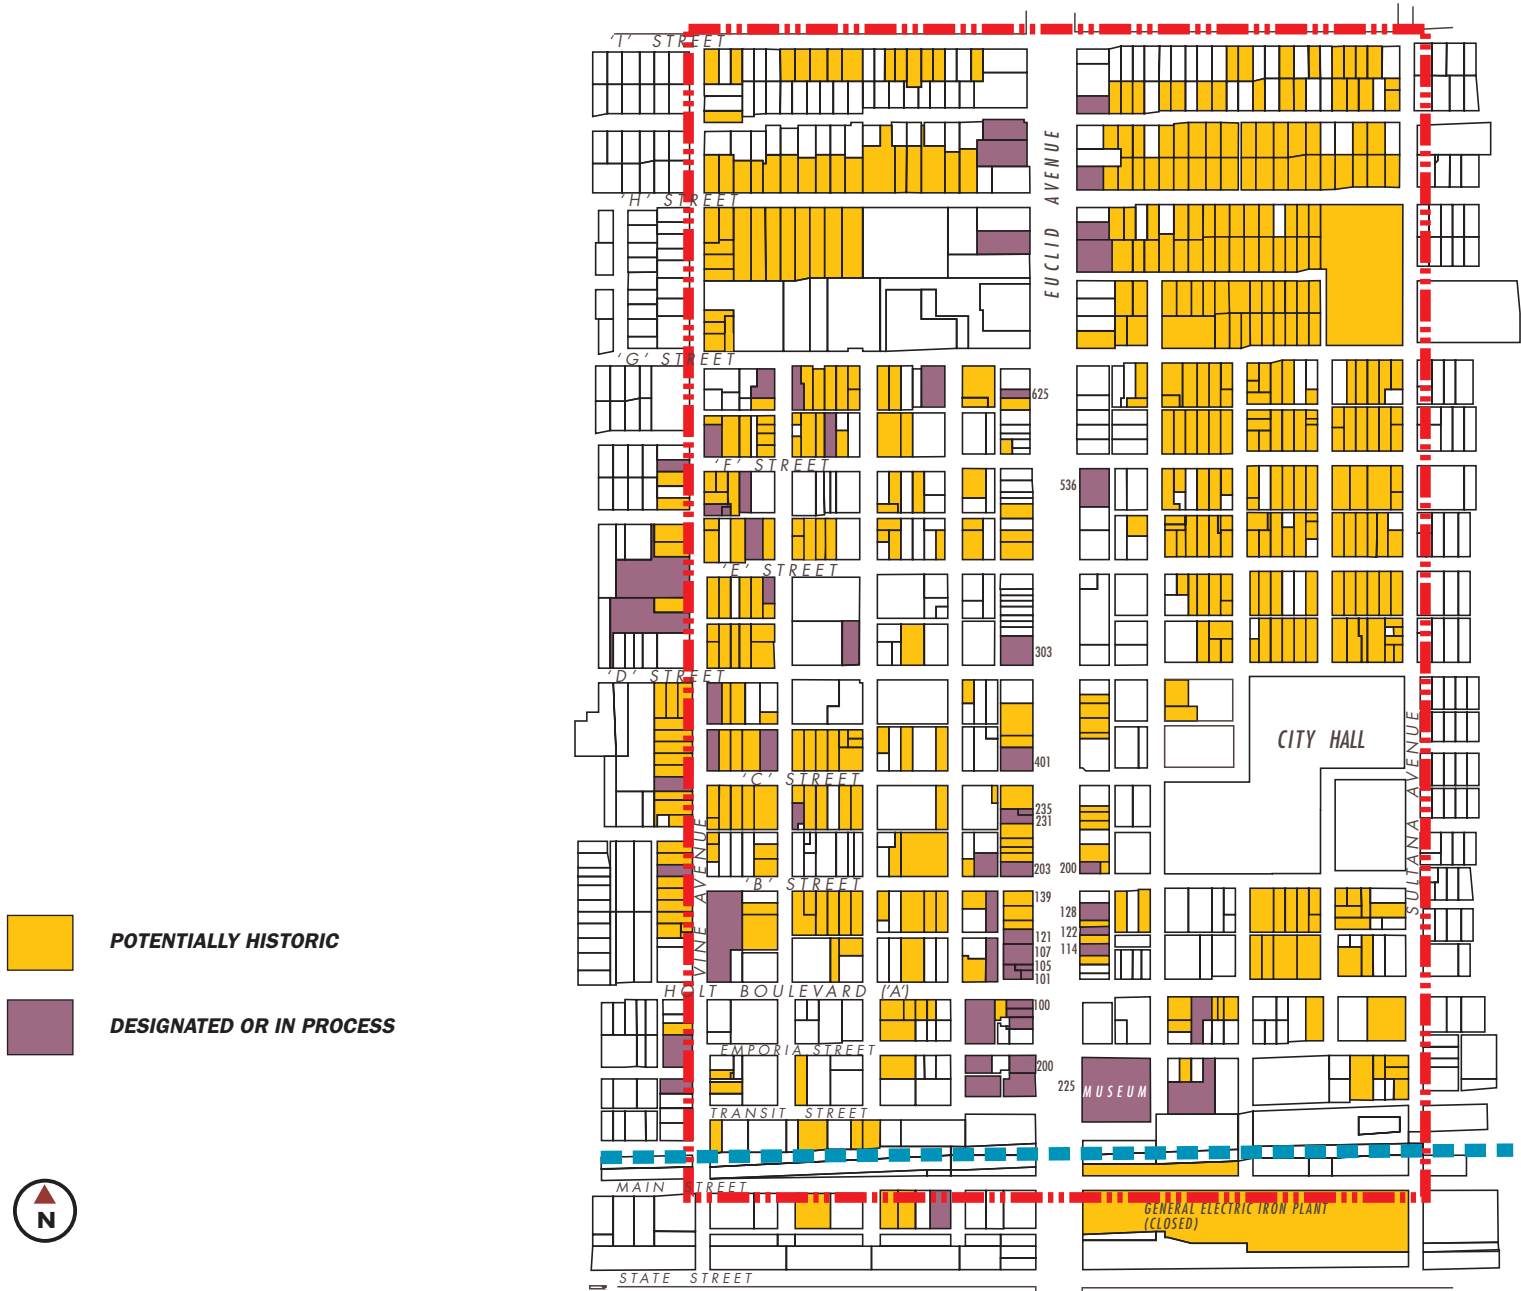 'I' STREET
EUCLID AVENUE
'H' STREET
'G' STREET
625
'F' STREET
536
'E' STREET
303
'D' STREET
CITY HALL
SULTANA AVENUE
401
'C' STREET
235
231
VINE AVENUE
203
200
'B' STREET
139
128
122
121
114
107
105
101
POTENTIALLY HISTORIC
DESIGNATED OR IN PROCESS
HOLT BOULEVARD ('A')
100
EMPORIA STREET
200
225
MUSEUM
TRANSIT STREET
MAIN STREET
N
GENERAL ELECTRIC IRON PLANT
(CLOSED)
STATE STREET